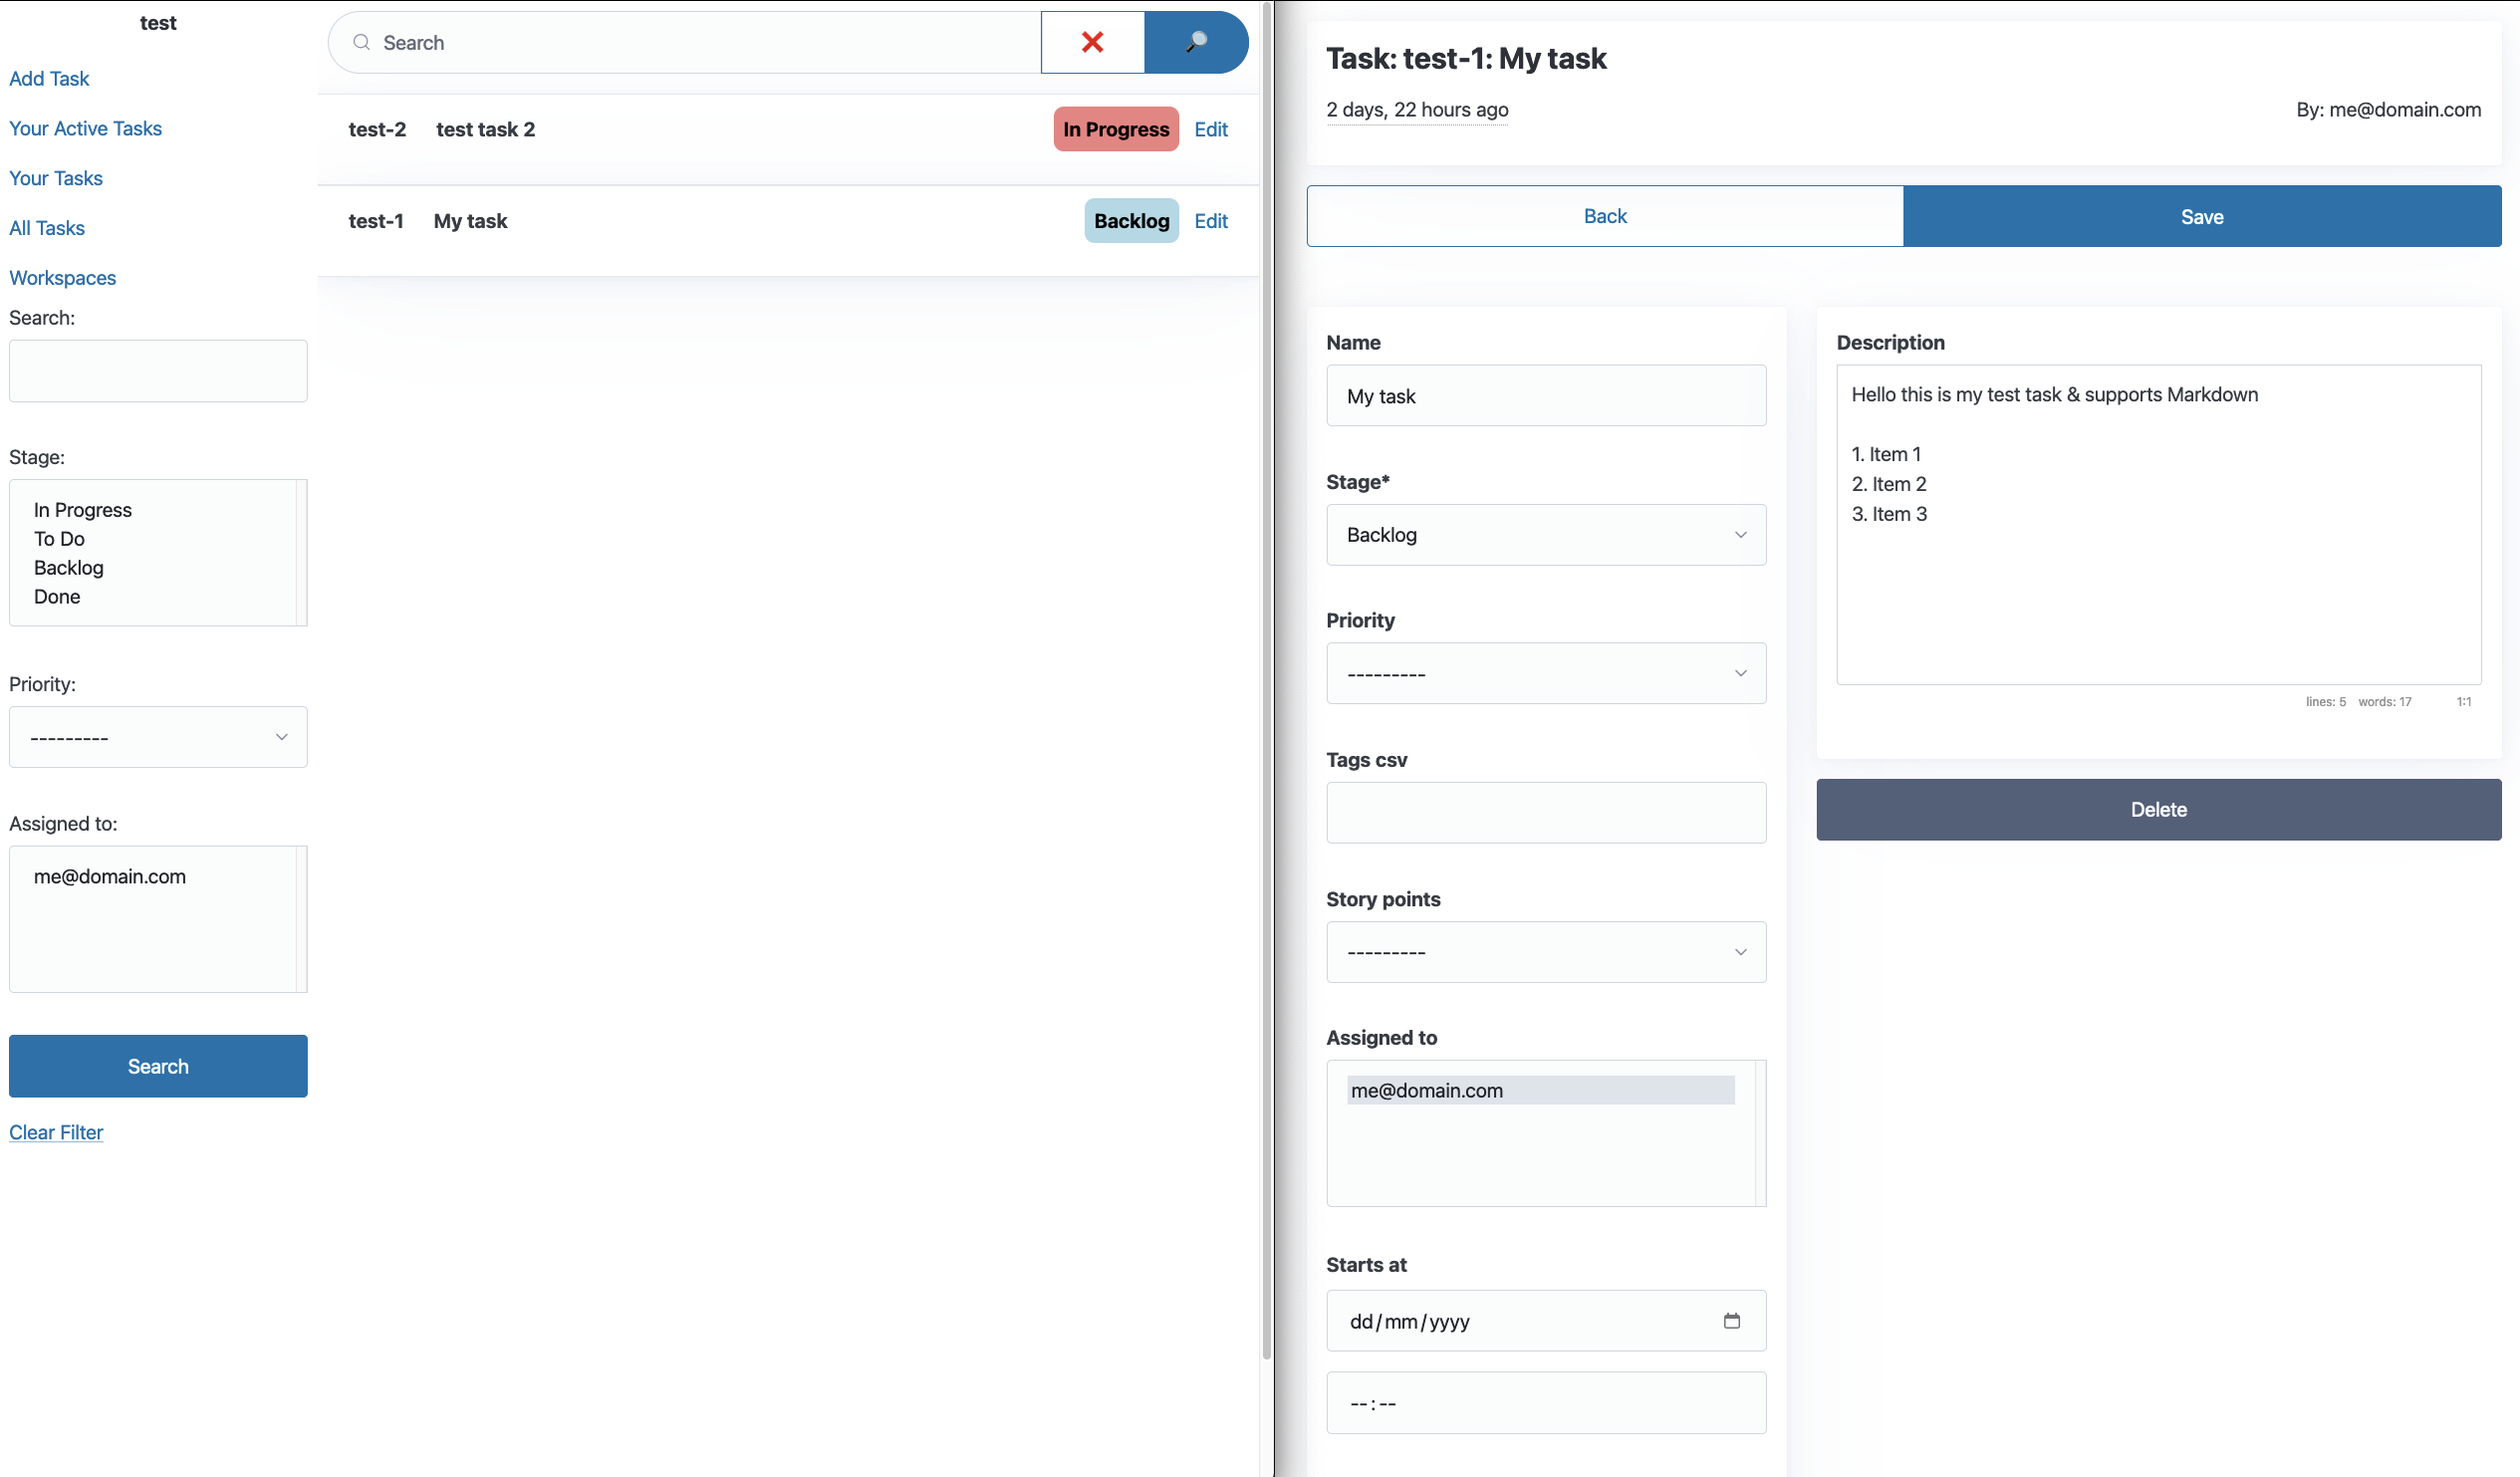 test
Add Task
Your Active Tasks
Your Tasks
All Tasks
Workspaces
Search:
Stage:
In Progress
To Do
Backlog
Done
Priority:
---------
Assigned to:
me@domain.com
Search
Clear Filter
Search
test-2 test task 2 In Progress Edit
test-1 My task Backlog Edit
Task: test-1: My task
2 days, 22 hours ago By: me@domain.com
Back Save
Name
My task
Stage*
Backlog
Priority
---------
Tags csv
Story points
---------
Assigned to
me@domain.com
Starts at
dd/mm/yyyy
--:--
Description
Hello this is my test task & supports Markdown
1. Item 1
2. Item 2
3. Item 3
lines: 5 words: 17 1:1
Delete